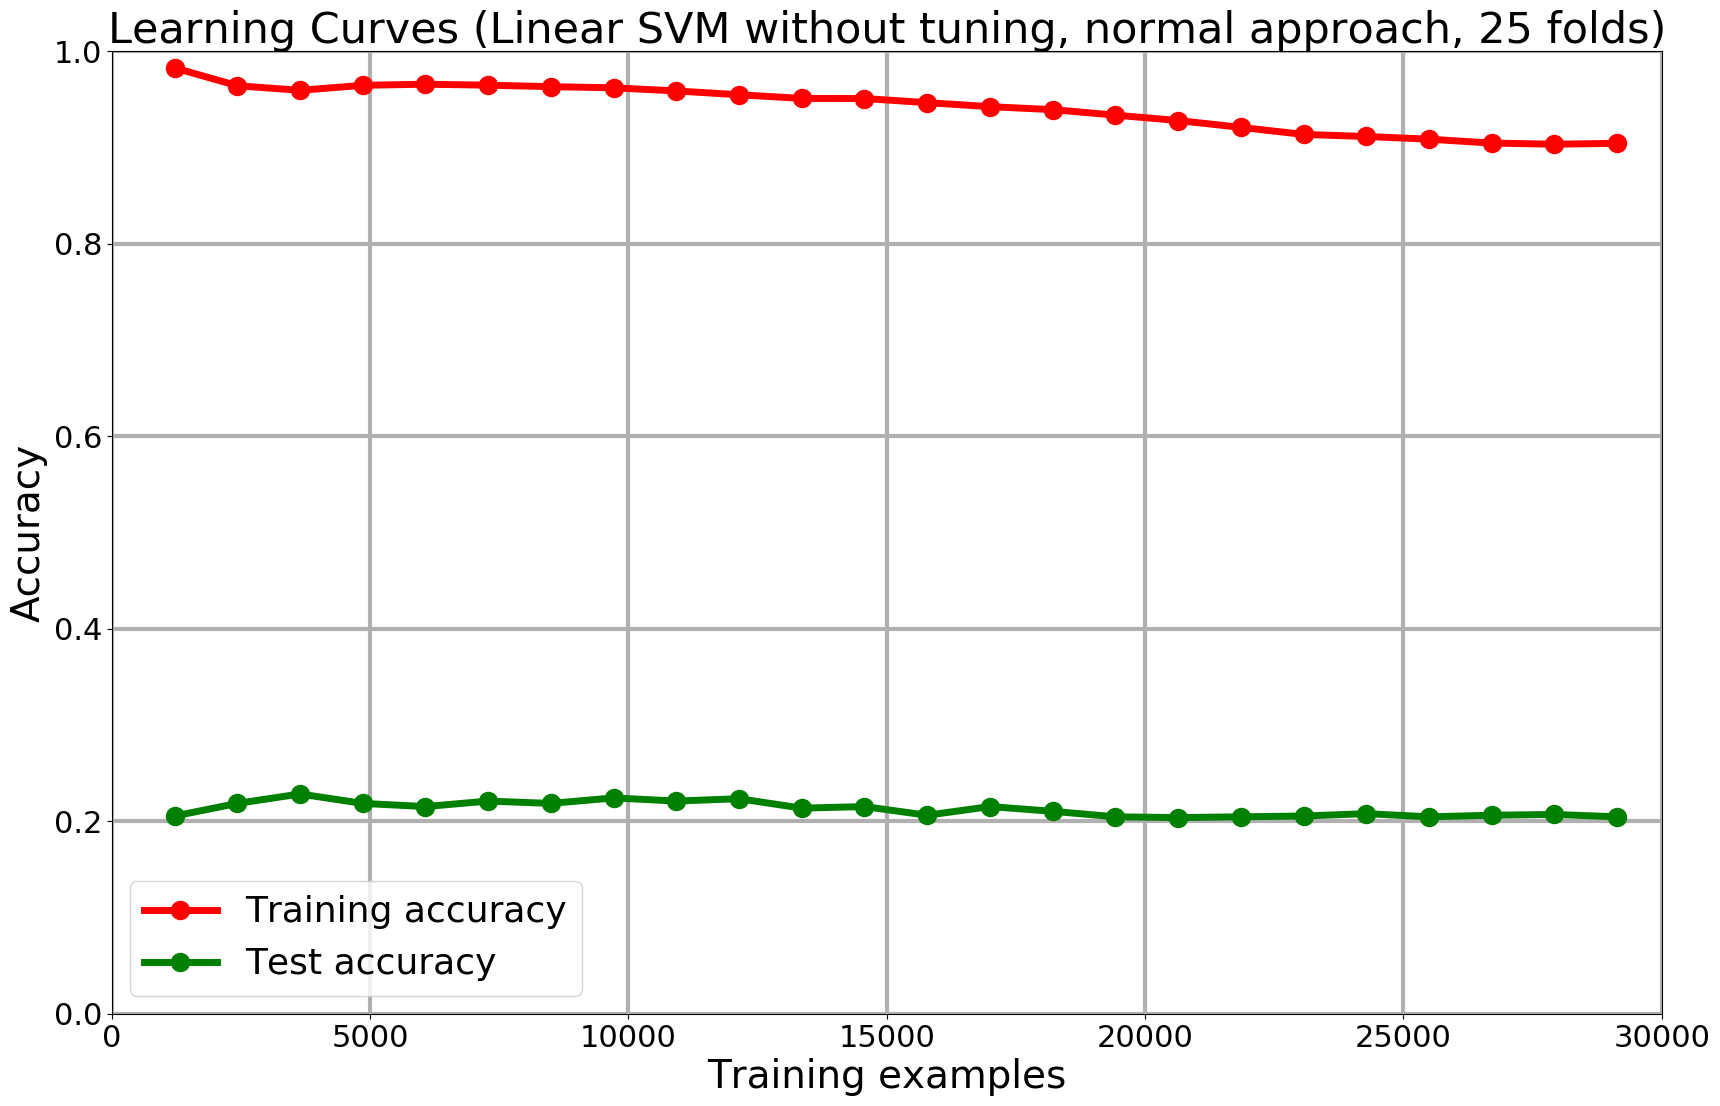 Learning Curves (Linear SVM without tuning, normal approach, 25 folds)
1.0
0.8
0.6
0.4
0.2
0.0
Accuracy
Training accuracy
Test accuracy
0 5000 10000 15000 20000 25000 30000
Training examples